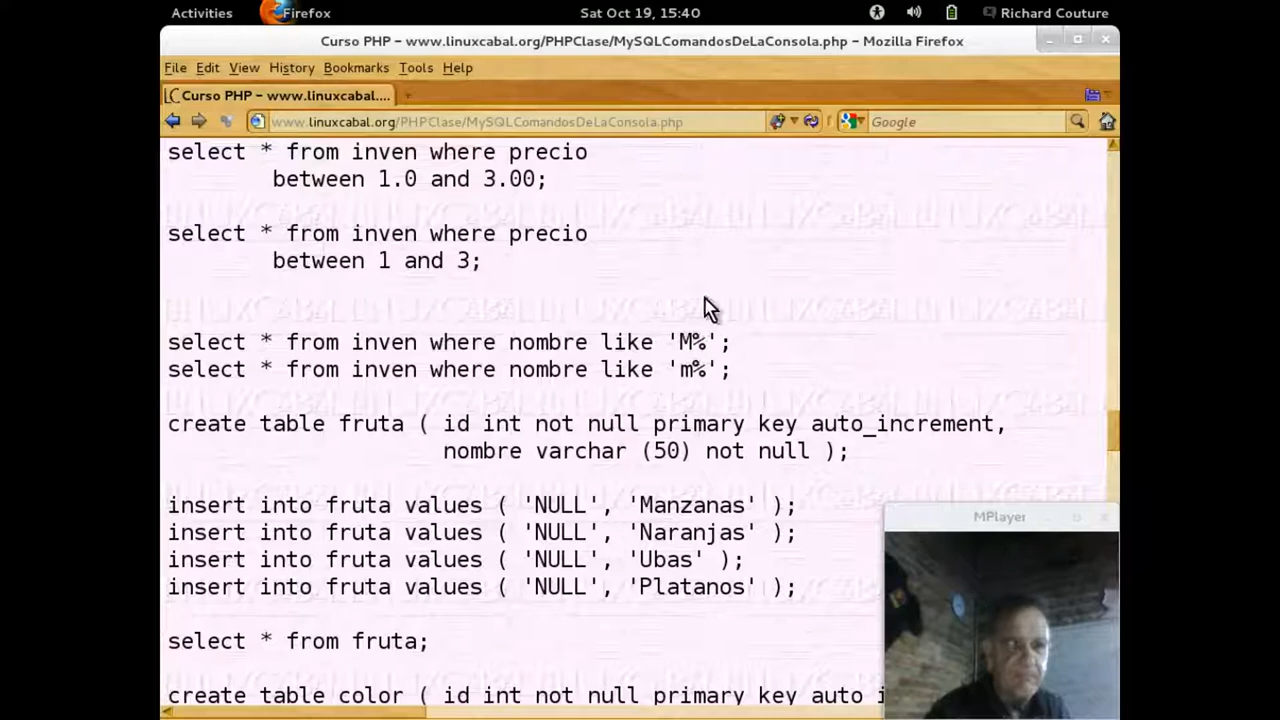 Activities
Firefox
Sat Oct 19, 15:40
Richard Couture
Curso PHP – www.linuxcabal.org/PHPClase/MySQLComandosDeLaConsola.php – Mozilla Firefox
File Edit View History Bookmarks Tools Help
Curso PHP – www.linuxcabal....
www.linuxcabal.org/PHPClase/MySQLComandosDeLaConsola.php
Google
select * from inven where precio
between 1.0 and 3.00;
select * from inven where precio
between 1 and 3;
select * from inven where nombre like 'M%';
select * from inven where nombre like 'm%';
create table fruta ( id int not null primary key auto_increment,
nombre varchar (50) not null );
insert into fruta values ( 'NULL', 'Manzanas' );
insert into fruta values ( 'NULL', 'Naranjas' );
insert into fruta values ( 'NULL', 'Ubas' );
insert into fruta values ( 'NULL', 'Platanos' );
MPlayer
select * from fruta;
create table color ( id int not null primary key auto